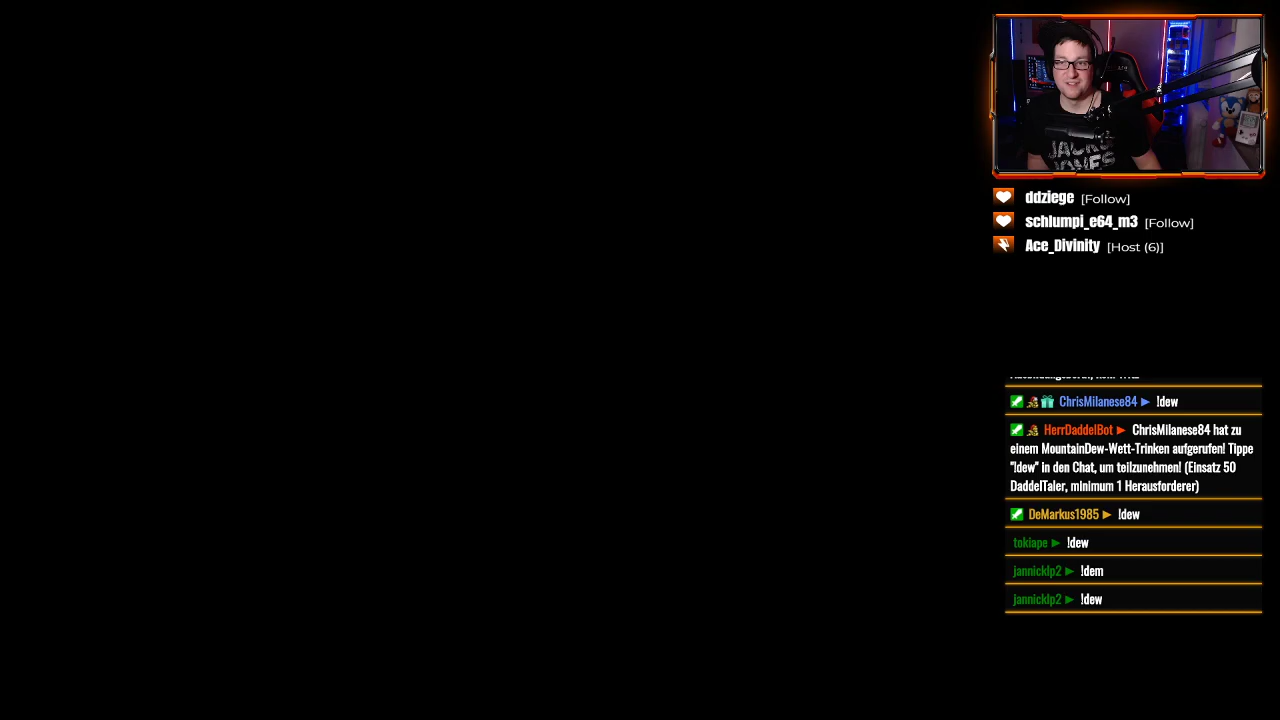 JACK &
JONES
ddziege [Follow]
schlumpi_e64_m3 [Follow]
Ace_Divinity [Host (6)]
ChrisMilanese84 ► !dew
HerrDaddelBot ► ChrisMilanese84 hat zu
einem MountainDew-Wett-Trinken aufgerufen! Tippe
"!dew" in den Chat, um teilzunehmen! (Einsatz 50
DaddelTaler, minimum 1 Herausforderer)
DeMarkus1985 ► !dew
tokiape ► !dew
jannicklp2 ► !dem
jannicklp2 ► !dew